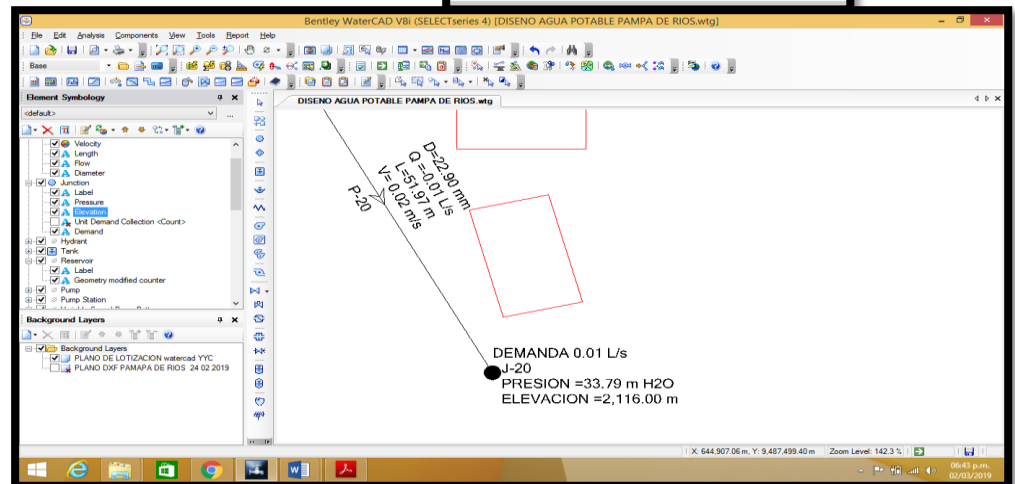 Bentley WaterCAD V8i (SELECTseries 4) [DISENO AGUA POTABLE PAMPA DE RIOS.wtg]
File Edit Analysis Components View Tools Report Help
Base
Element Symbology
<default>
Velocity
Length
Flow
Diameter
Junction
Label
Pressure
Elevation
Unit Demand Collection <Count>
Demand
Hydrant
Tank
Reservoir
Label
Geometry modified counter
Pump
Pump Station
Background Layers
Background Layers
PLANO DE LOTIZACION watercad YYC
PLANO DXF PAMAPA DE RIOS 24 02 2019
DISENO AGUA POTABLE PAMPA DE RIOS.wtg
D=22.90 mm
Q =-0.01 L/s
L=51.97 m
V= 0.02 m/s
P-20
DEMANDA 0.01 L/s
J-20
PRESION =33.79 m H2O
ELEVACION =2,116.00 m
X: 644,907.06 m, Y: 9,487,499.40 m Zoom Level: 142.3 %
06:43 p.m.
02/03/2019